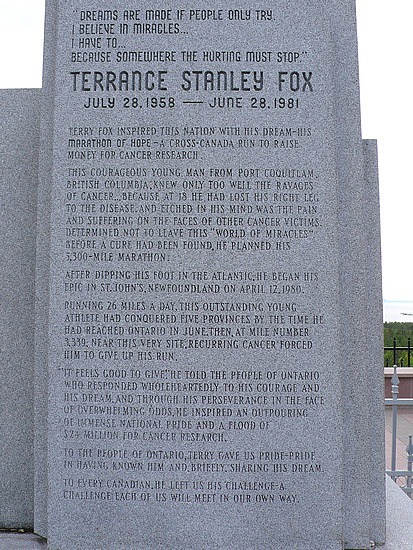 "DREAMS ARE MADE IF PEOPLE ONLY TRY.
I BELIEVE IN MIRACLES...
I HAVE TO...
BECAUSE SOMEWHERE THE HURTING MUST STOP."
TERRANCE STANLEY FOX
JULY 28, 1958 — JUNE 28, 1981
TERRY FOX INSPIRED THIS NATION WITH HIS DREAM-HIS
MARATHON OF HOPE-A CROSS-CANADA RUN TO RAISE
MONEY FOR CANCER RESEARCH.
THIS COURAGEOUS YOUNG MAN FROM PORT COQUITLAM,
BRITISH COLUMBIA, KNEW ONLY TOO WELL THE RAVAGES
OF CANCER., BECAUSE AT 18 HE HAD LOST HIS RIGHT LEG
TO THE DISEASE. AND ETCHED IN HIS MIND WAS THE PAIN
AND SUFFERING ON THE FACES OF OTHER CANCER VICTIMS.
DETERMINED NOT TO LEAVE THIS "WORLD OF MIRACLES"
BEFORE A CURE HAD BEEN FOUND, HE PLANNED HIS
5,300-MILE MARATHON:
AFTER DIPPING HIS FOOT IN THE ATLANTIC, HE BEGAN HIS
EPIC IN ST. JOHN'S, NEWFOUNDLAND ON APRIL 12, 1980.
RUNNING 26 MILES A DAY, THIS OUTSTANDING YOUNG
ATHLETE HAD CONQUERED FIVE PROVINCES BY THE TIME HE
HAD REACHED ONTARIO IN JUNE. THEN, AT MILE NUMBER
3,339, NEAR THIS VERY SITE, RECURRING CANCER FORCED
HIM TO GIVE UP HIS RUN.
"IT FEELS GOOD TO GIVE," HE TOLD THE PEOPLE OF ONTARIO
WHO RESPONDED WHOLEHEARTEDLY TO HIS COURAGE AND
HIS DREAM, AND THROUGH HIS PERSEVERANCE IN THE FACE
OF OVERWHELMING ODDS, HE INSPIRED AN OUTPOURING
OF IMMENSE NATIONAL PRIDE AND A FLOOD OF
$24 MILLION FOR CANCER RESEARCH.
TO THE PEOPLE OF ONTARIO, TERRY GAVE US PRIDE-PRIDE
IN HAVING KNOWN HIM AND, BRIEFLY, SHARING HIS DREAM.
TO EVERY CANADIAN, HE LEFT US HIS CHALLENGE-A
CHALLENGE EACH OF US WILL MEET IN OUR OWN WAY.